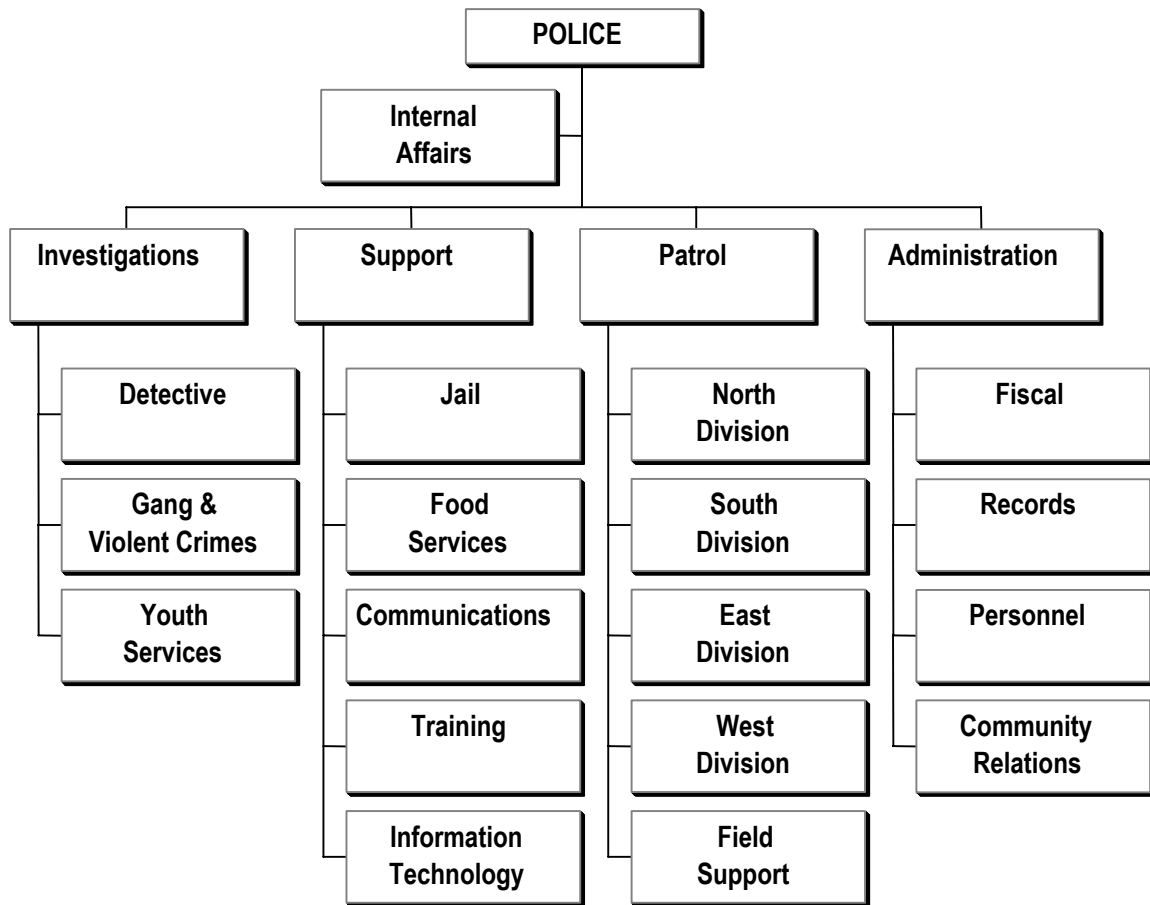 POLICE
Internal
Affairs
Investigations
Support
Patrol
Administration
Detective
Gang &
Violent Crimes
Youth
Services
Jail
Food
Services
Communications
Training
Information
Technology
North
Division
South
Division
East
Division
West
Division
Field
Support
Fiscal
Records
Personnel
Community
Relations